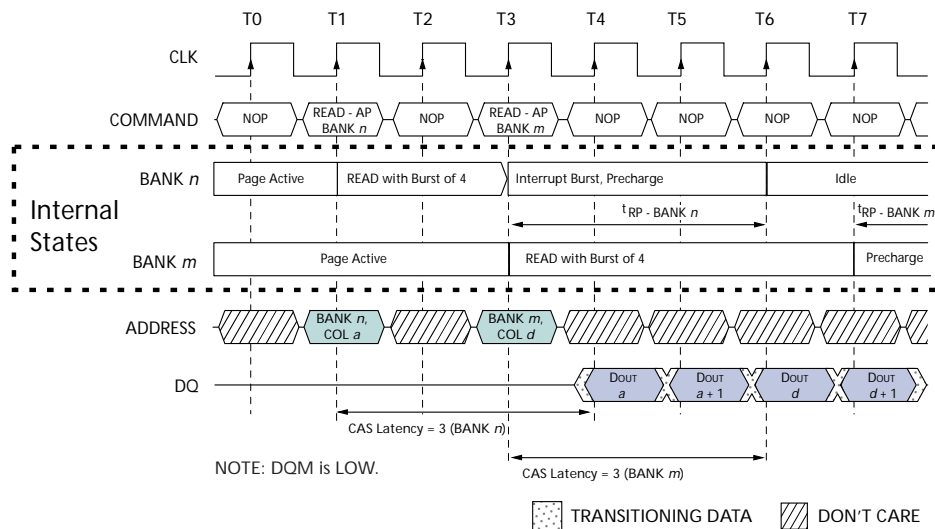 T0 T1 T2 T3 T4 T5 T6 T7
CLK
COMMAND NOP READ - AP BANK n NOP READ - AP BANK m NOP NOP NOP NOP
BANK n Page Active READ with Burst of 4 Interrupt Burst, Precharge Idle
tRP - BANK n tRP - BANK m
Internal
States
BANK m Page Active READ with Burst of 4 Precharge
ADDRESS BANK n, COL a BANK m, COL d
DQ DOUT a DOUT a + 1 DOUT d DOUT d + 1
CAS Latency = 3 (BANK n)
NOTE: DQM is LOW.
CAS Latency = 3 (BANK m)
TRANSITIONING DATA DON'T CARE